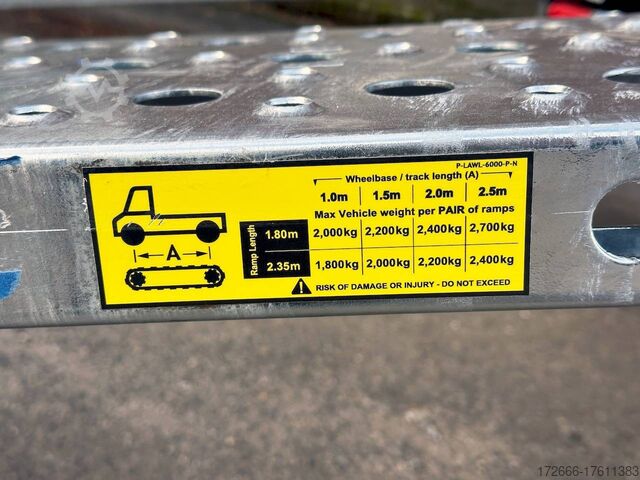 P-LAWL-6000-P-N
Wheelbase / track length (A)
1.0m 1.5m 2.0m 2.5m
Max Vehicle weight per PAIR of ramps
Ramp Length
1.80m 2,000kg 2,200kg 2,400kg 2,700kg
2.35m 1,800kg 2,000kg 2,200kg 2,400kg
A
RISK OF DAMAGE OR INJURY - DO NOT EXCEED
172666-17611383